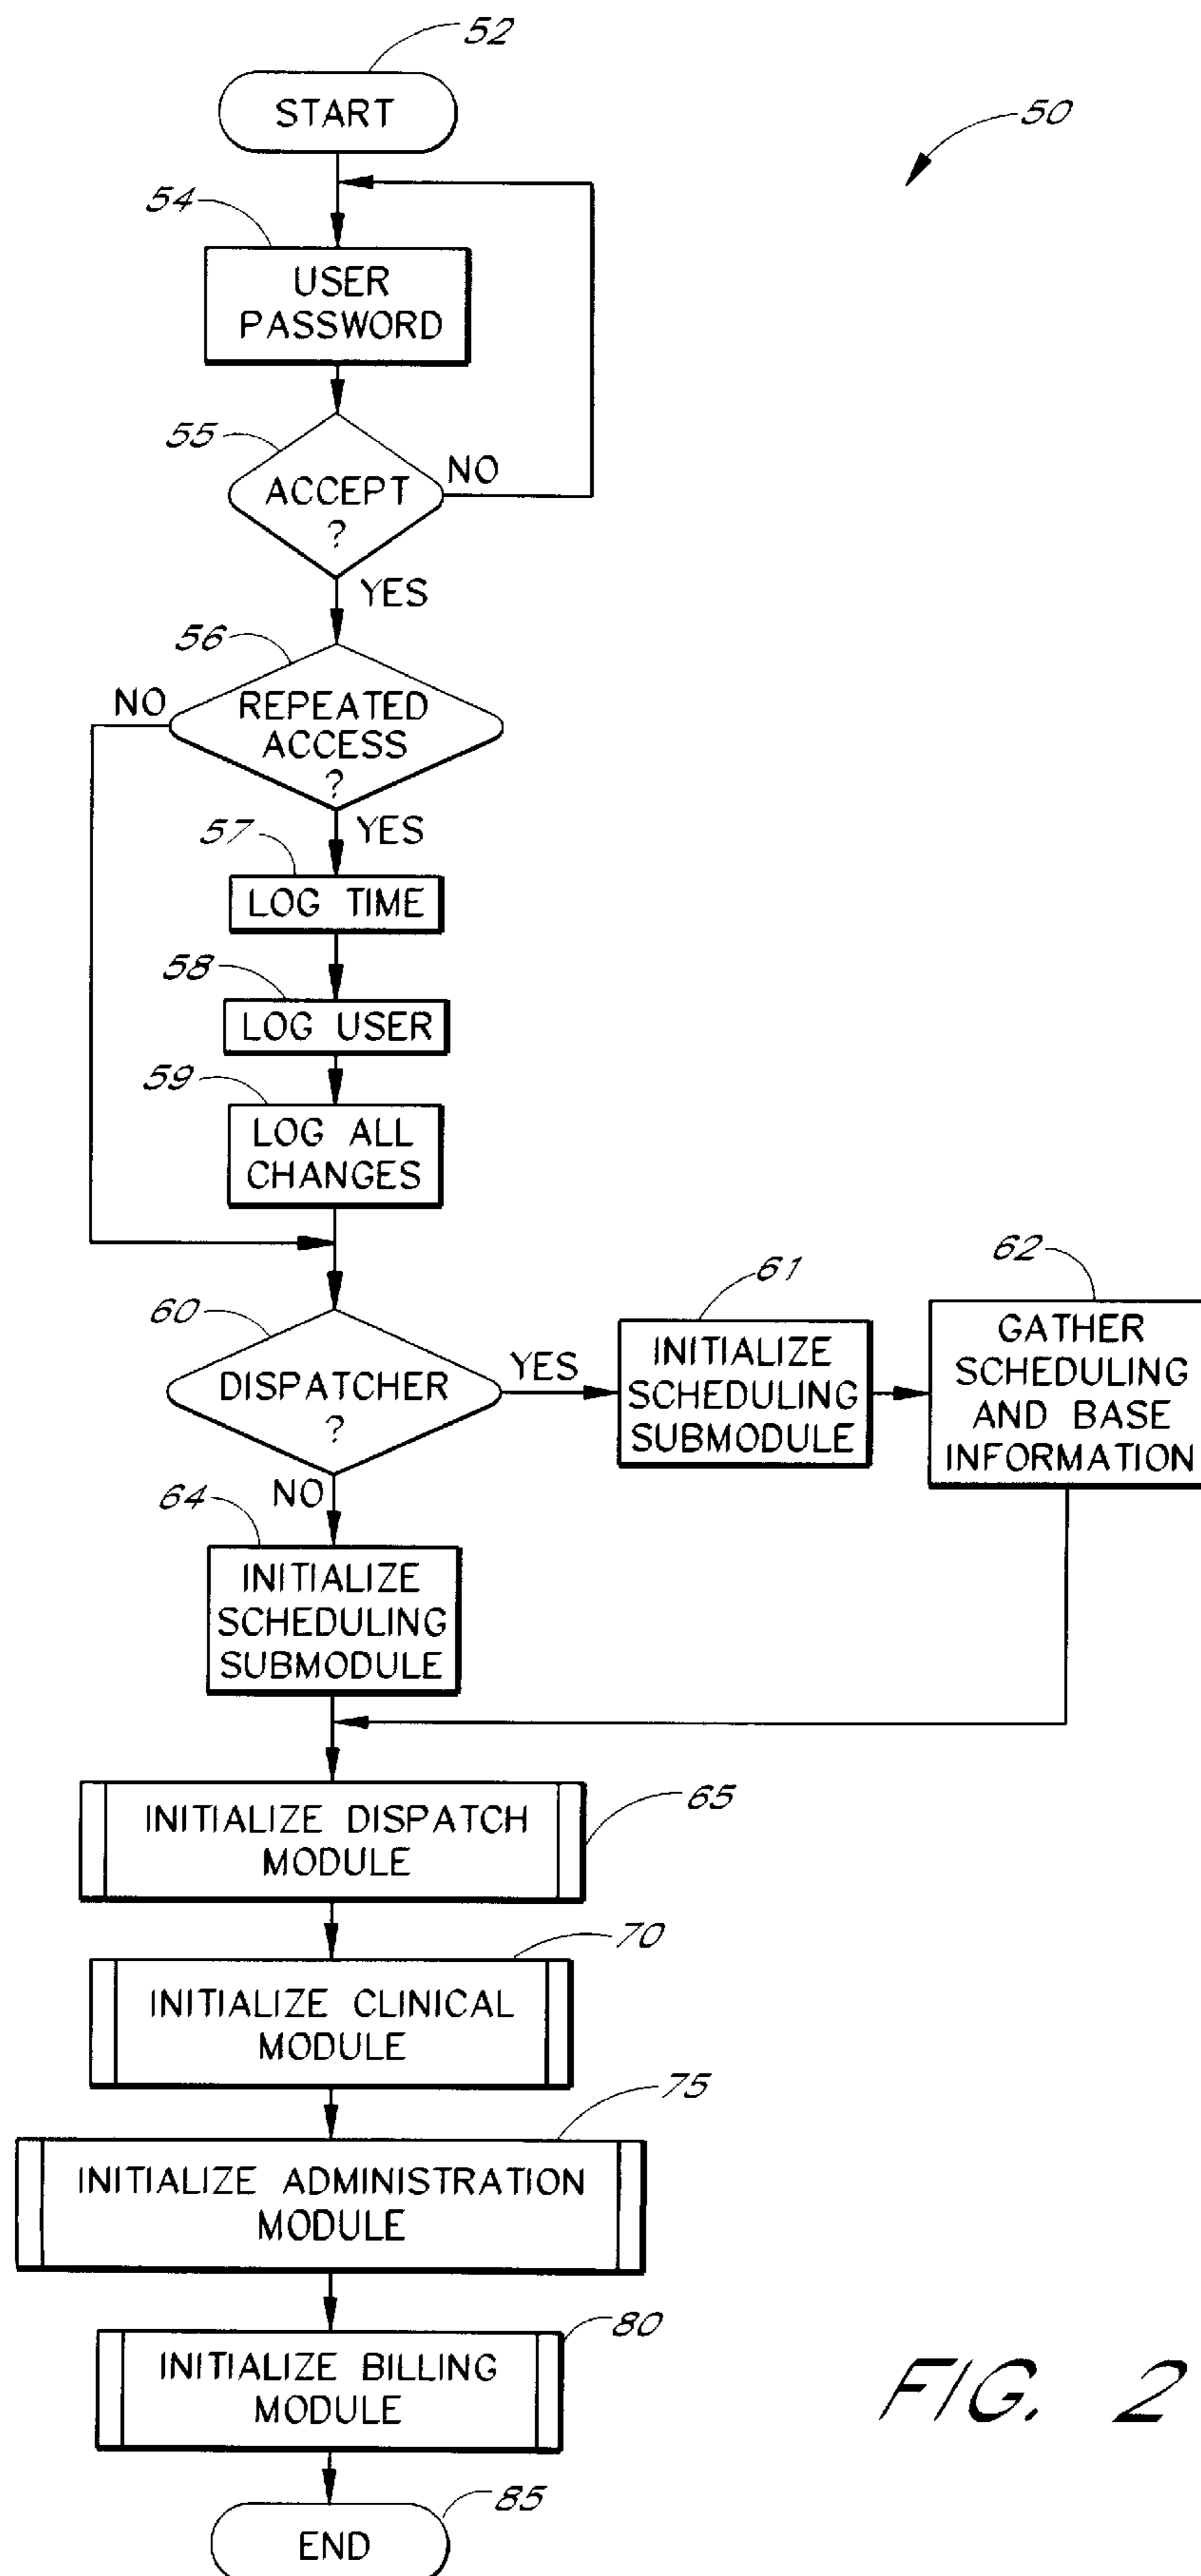 52
START
50
54
USER
PASSWORD
55
ACCEPT
?
NO
YES
56
NO
REPEATED
ACCESS
?
YES
57
LOG TIME
58
LOG USER
59
LOG ALL
CHANGES
60
DISPATCHER
?
YES
61
INITIALIZE
SCHEDULING
SUBMODULE
62
GATHER
SCHEDULING
AND BASE
INFORMATION
NO
64
INITIALIZE
SCHEDULING
SUBMODULE
65
INITIALIZE DISPATCH
MODULE
70
INITIALIZE CLINICAL
MODULE
75
INITIALIZE ADMINISTRATION
MODULE
80
INITIALIZE BILLING
MODULE
85
END
FIG. 2